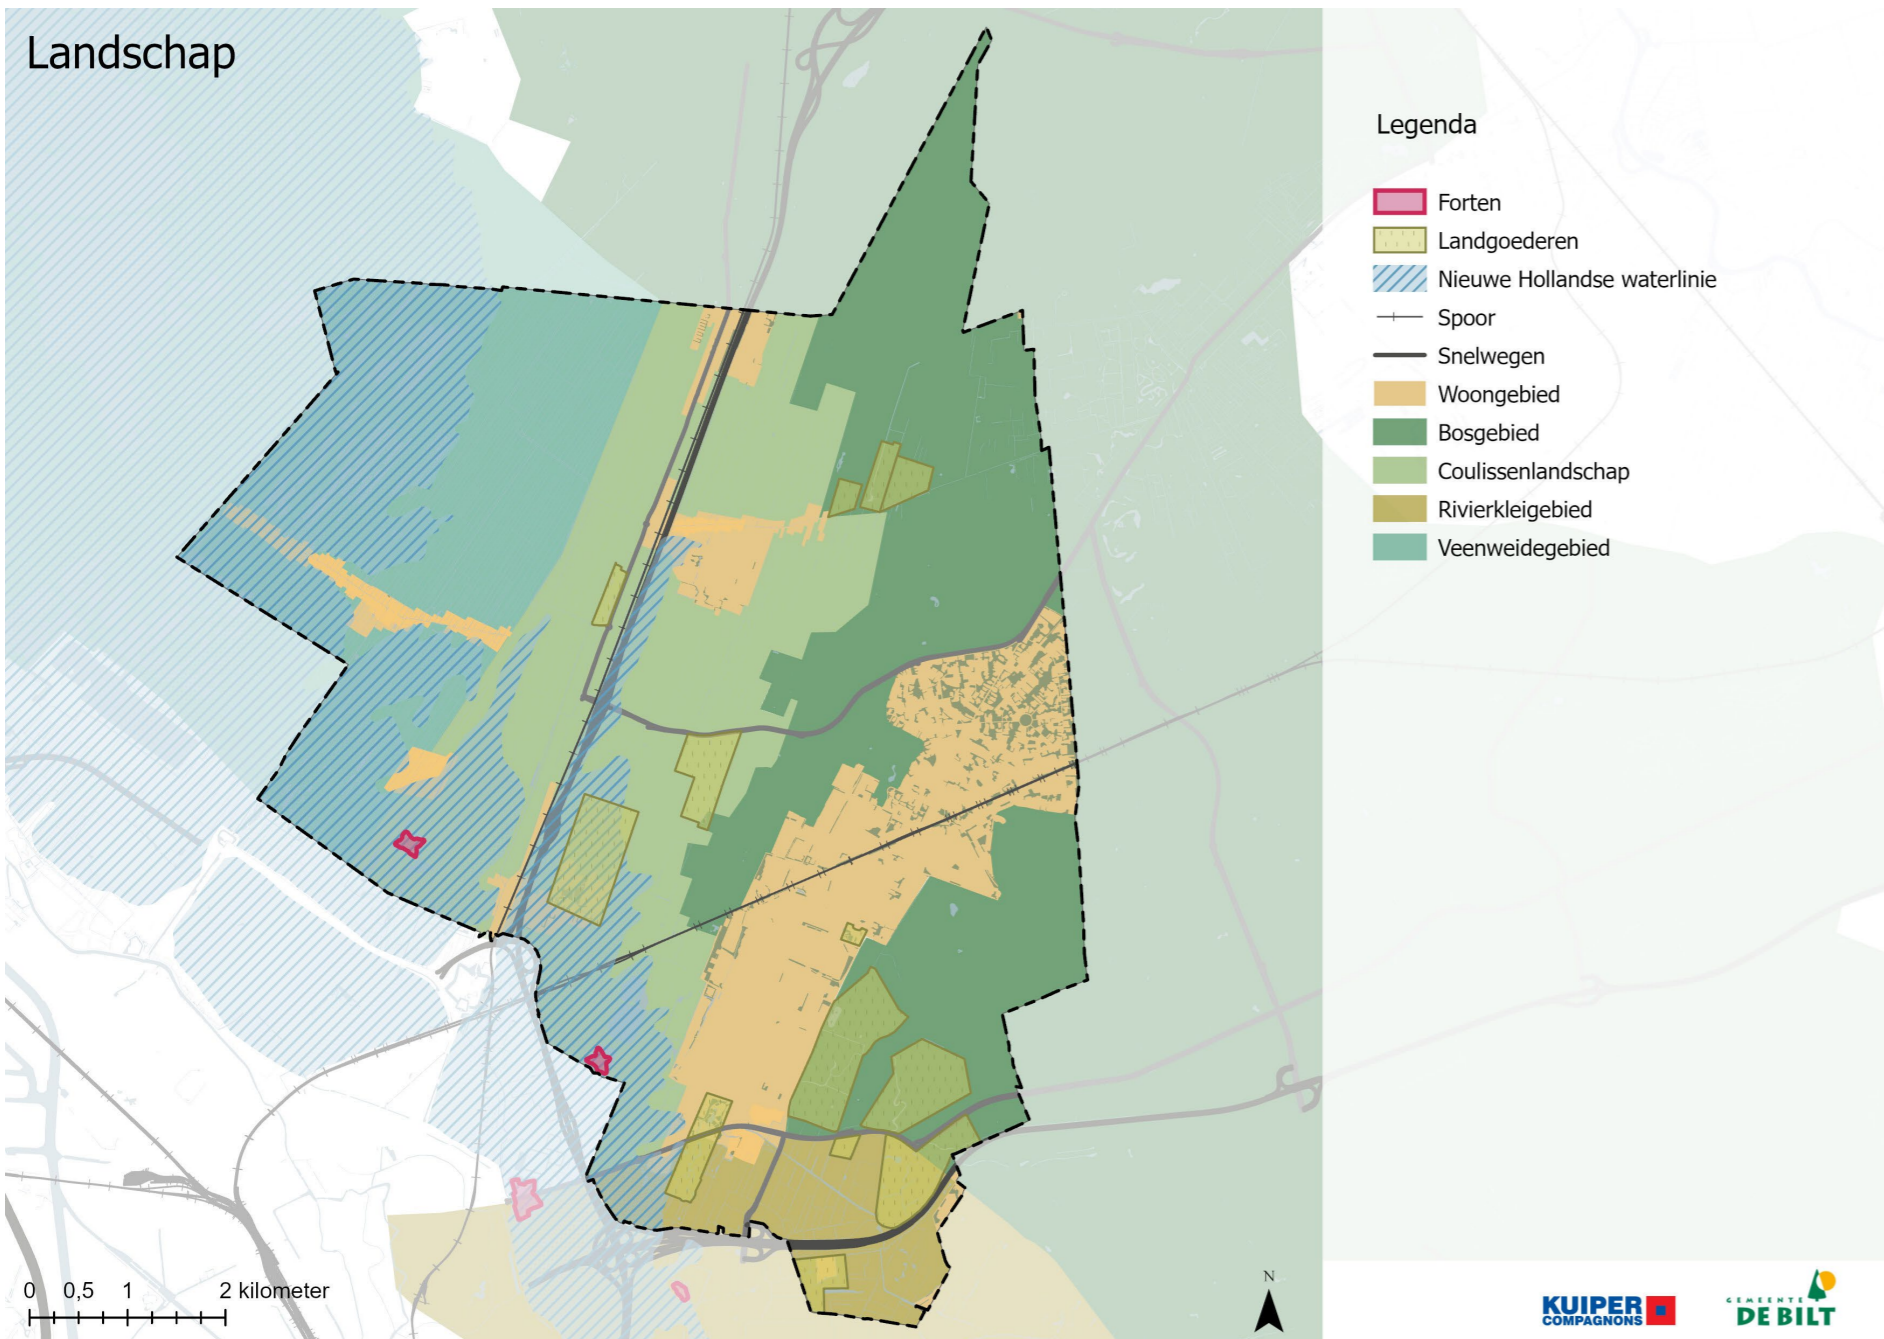 Landschap
Legenda
Forten
Landgoederen
Nieuwe Hollandse waterlinie
Spoor
Snelwegen
Woongebied
Bosgebied
Coulissenlandschap
Rivierkleigebied
Veenweidegebied
0 0,5 1 2 kilometer
N
KUIPER
COMPAGNONS
GEMEENTE
DE BILT